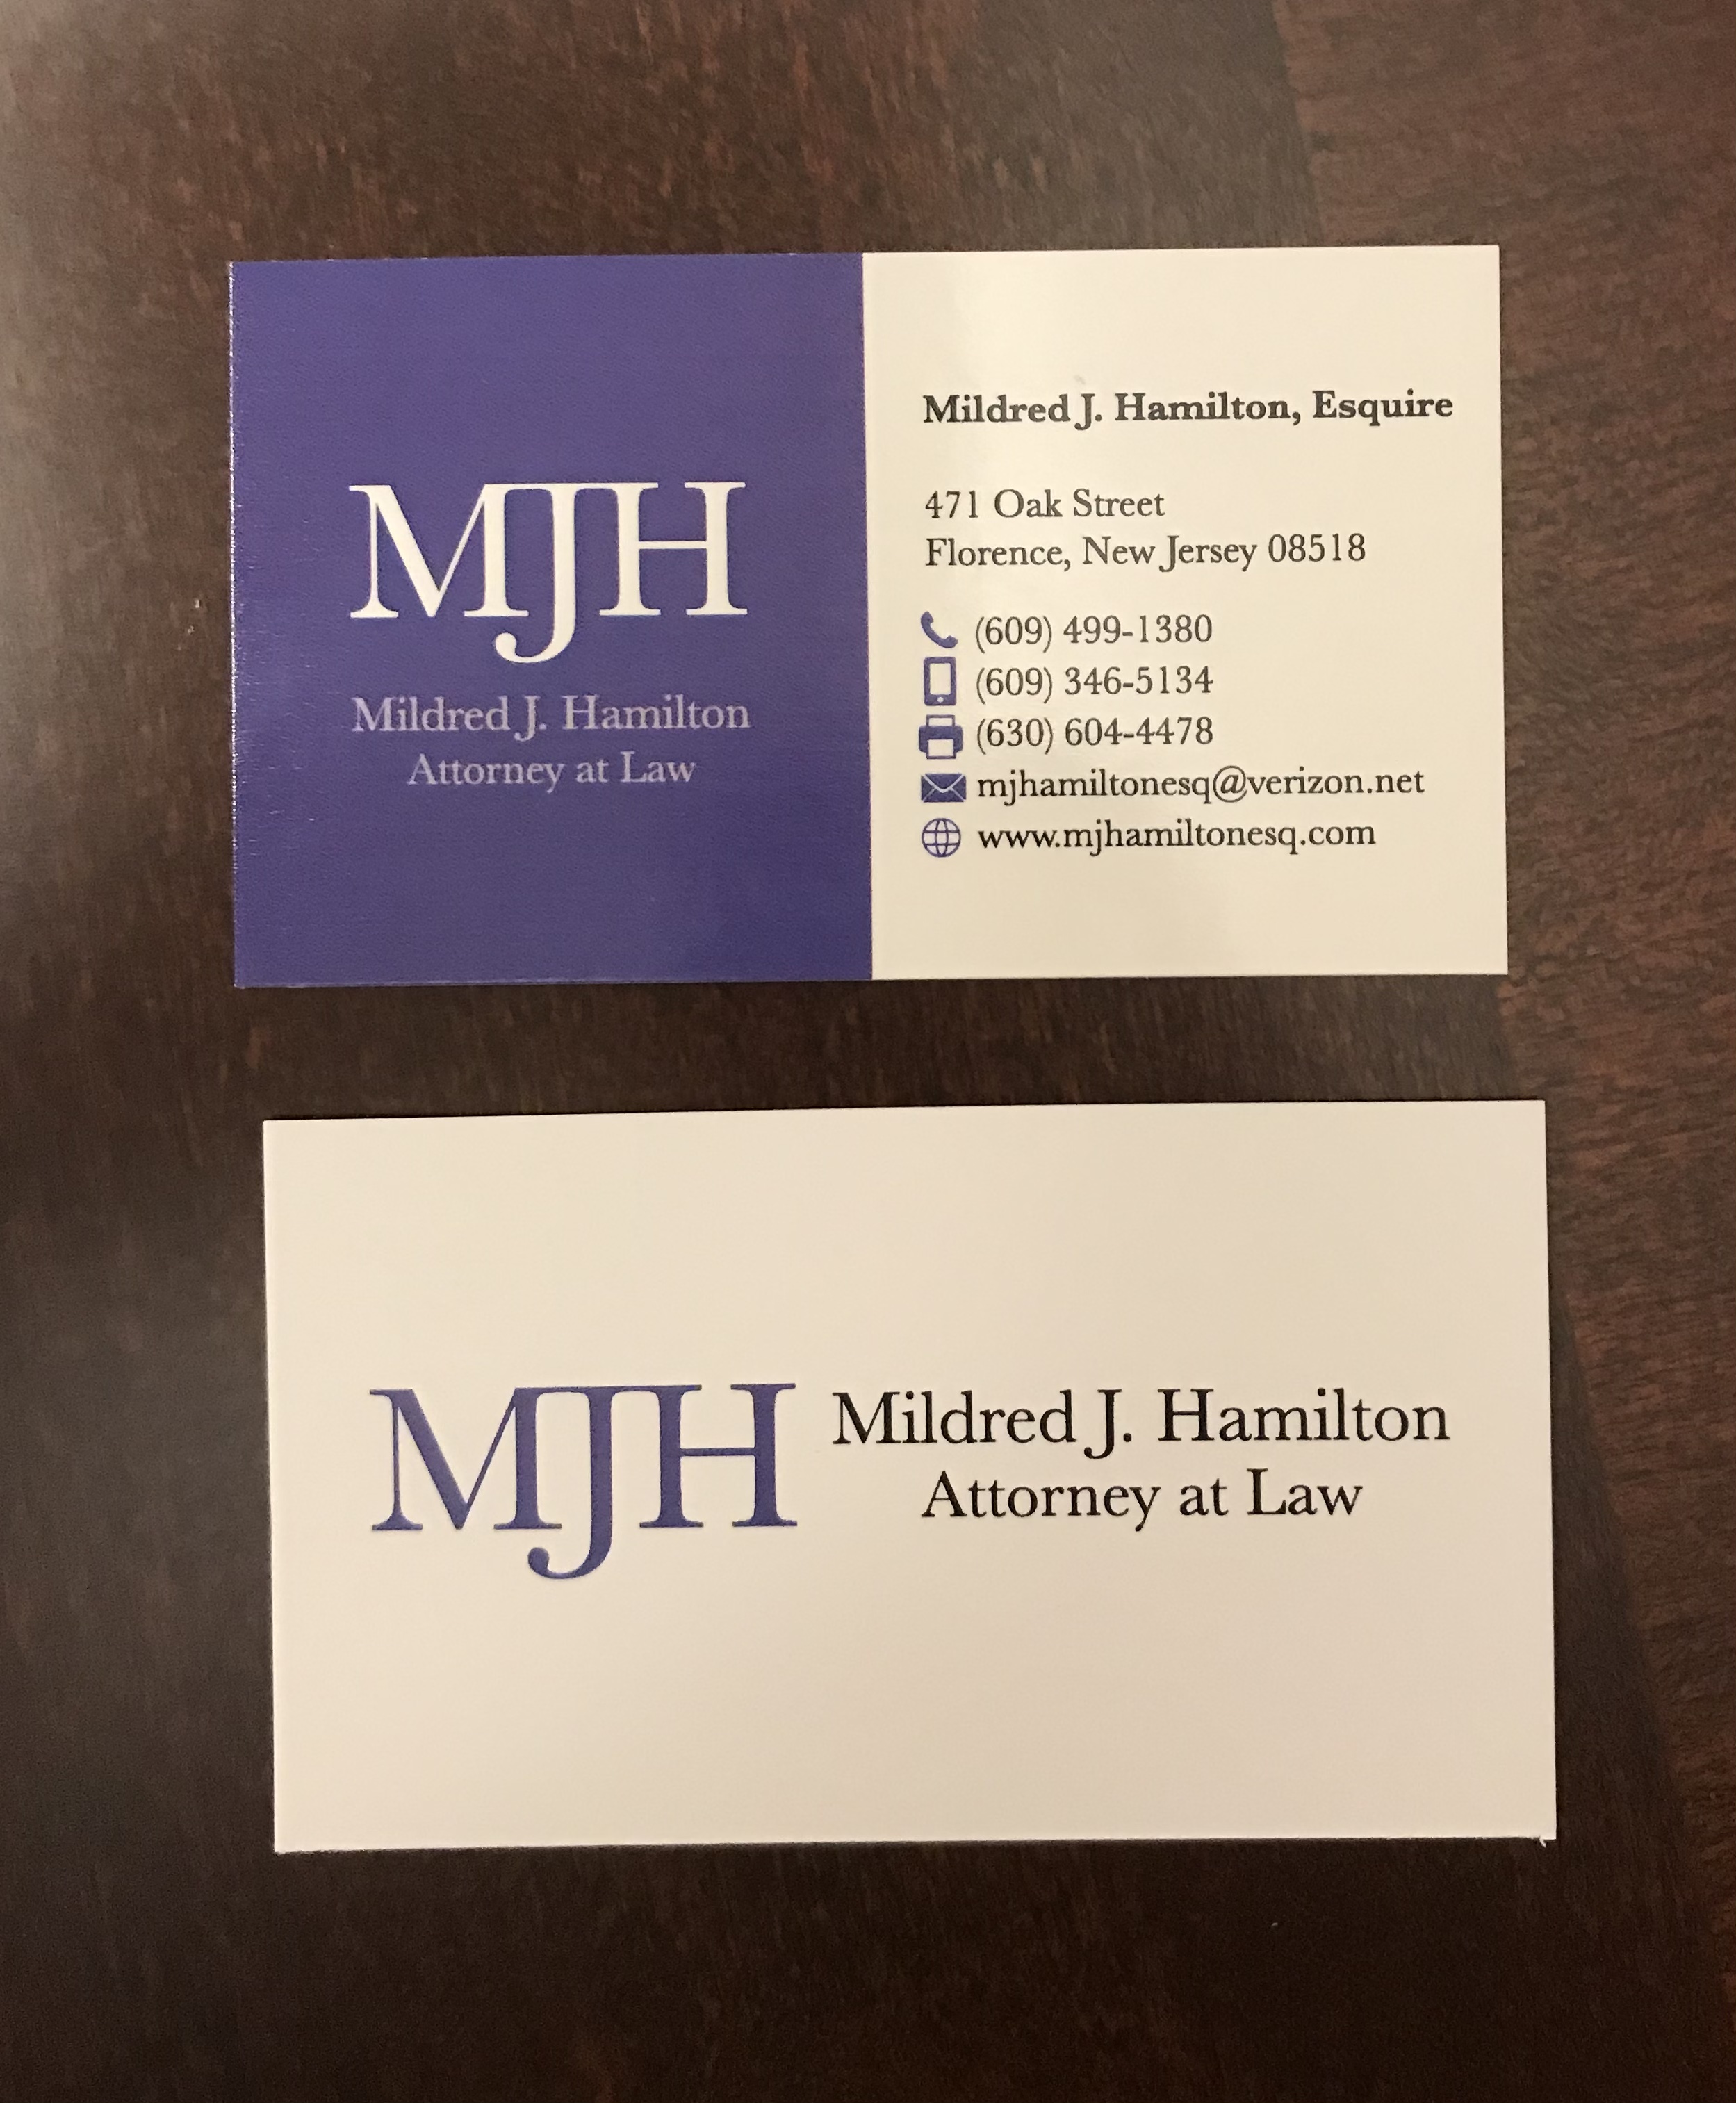 MJH
Mildred J. Hamilton
Attorney at Law
Mildred J. Hamilton, Esquire
471 Oak Street
Florence, New Jersey 08518
(609) 499-1380
(609) 346-5134
(630) 604-4478
mjhamiltonesq@verizon.net
www.mjhamiltonesq.com
MJH
Mildred J. Hamilton
Attorney at Law